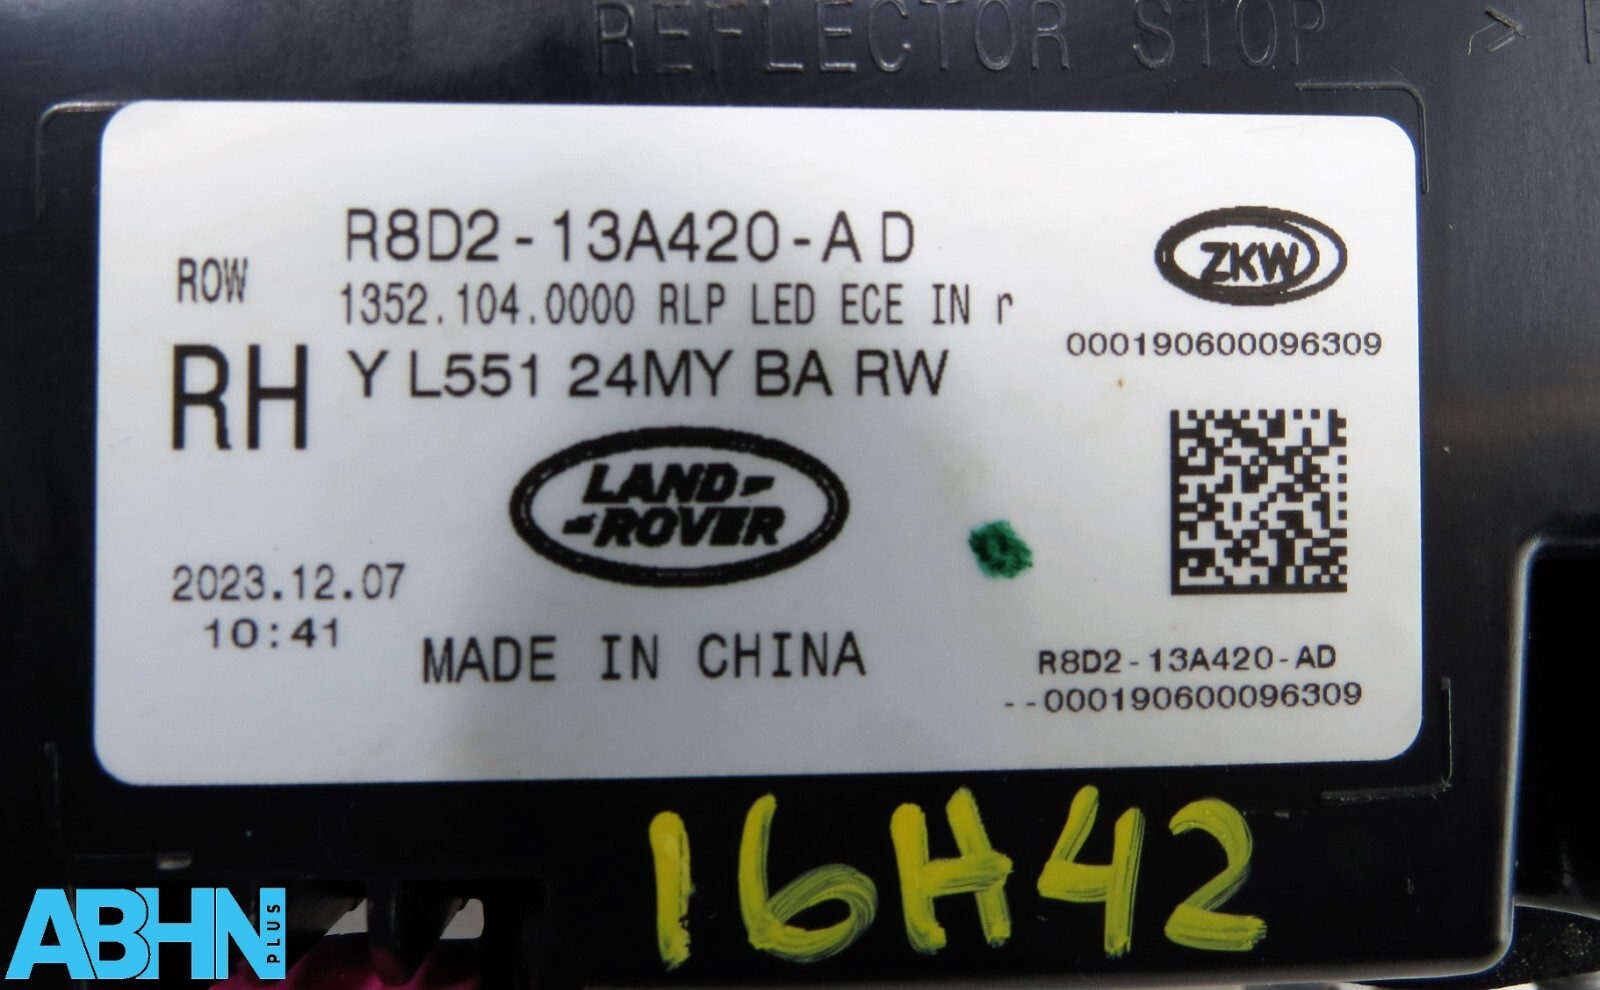 REFLECTOR STOP >
R8D2-13A420-AD
ROW
1352.104.0000 RLP LED ECE IN r
RH
Y L551 24MY BA RW
ZKW
000190600096309
LAND-
-ROVER
2023.12.07
10:41
MADE IN CHINA
R8D2-13A420-AD
--000190600096309
16H42
ABHN PLUS